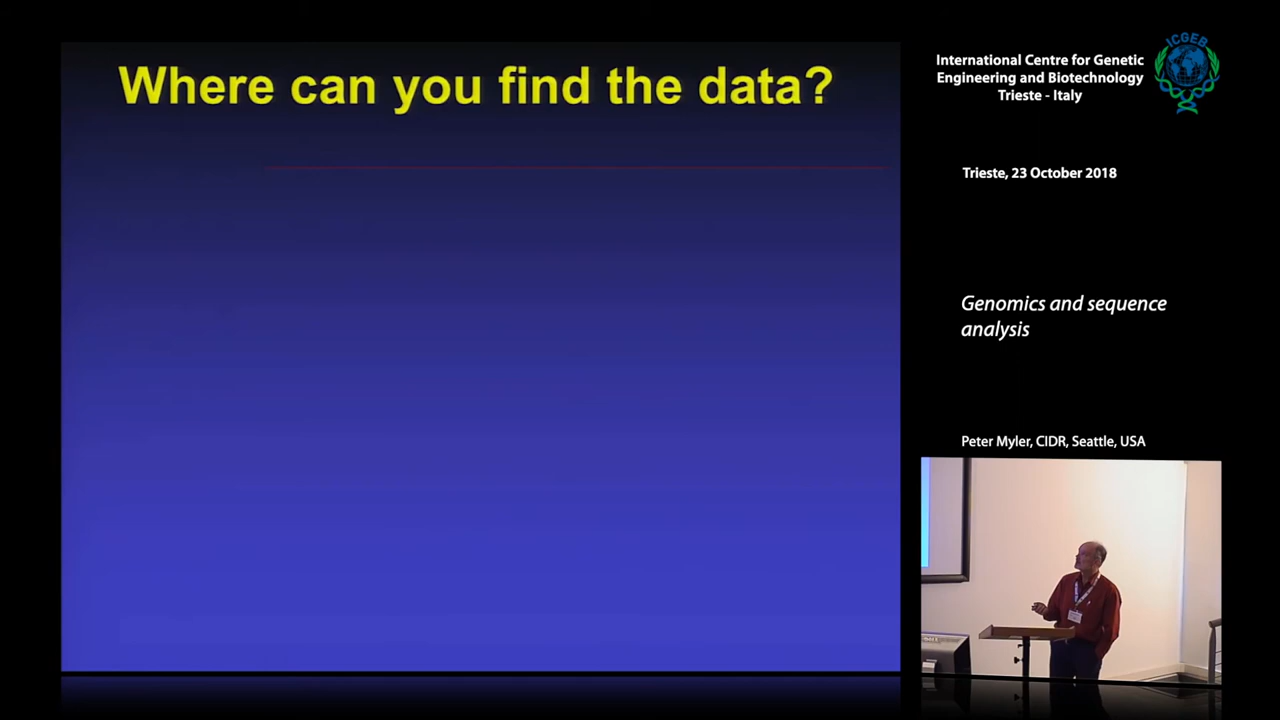 Where can you find the data?
International Centre for Genetic
Engineering and Biotechnology
Trieste - Italy
ICGEB
Trieste, 23 October 2018
Genomics and sequence
analysis
Peter Myler, CIDR, Seattle, USA